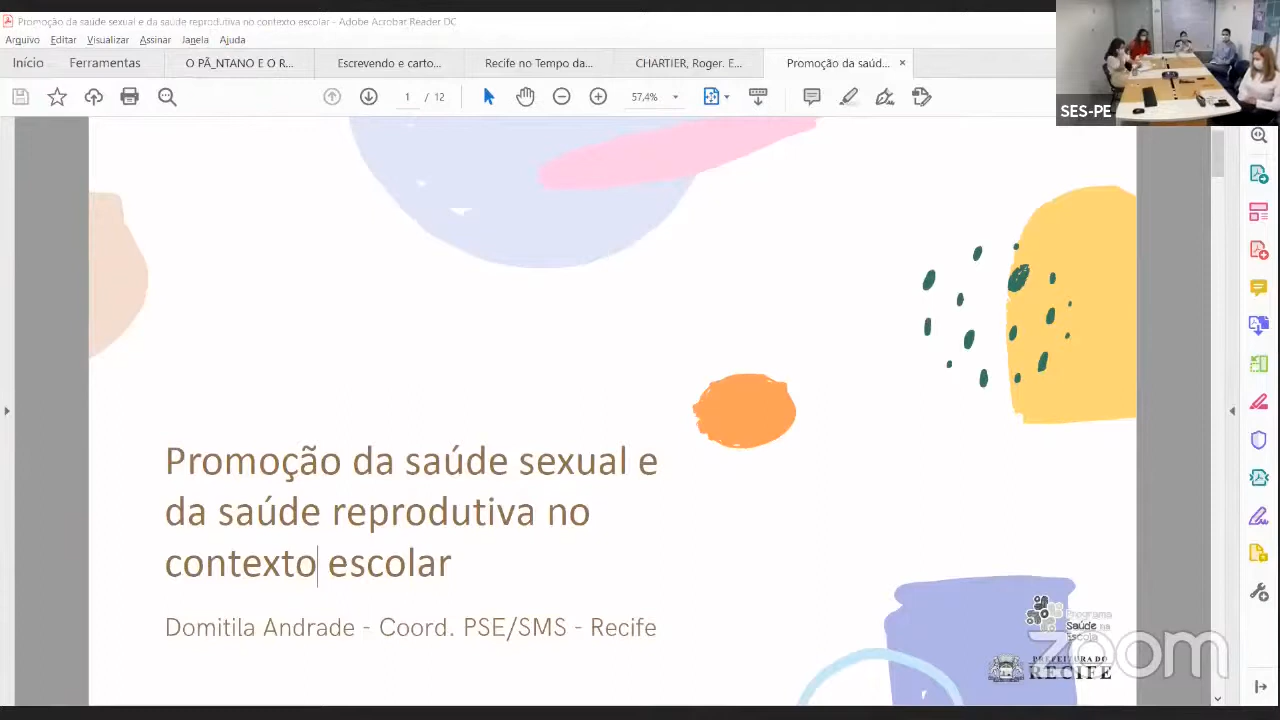 Promoção da saúde sexual e da saúde reprodutiva no contexto escolar - Adobe Acrobat Reader DC
Arquivo Editar Visualizar Assinar Janela Ajuda
Início Ferramentas O PÃ_NTANO E O R... Escrevendo e carto... Recife no Tempo da... CHARTIER, Roger. E... Promoção da saúd... ×
1 / 12 57,4%
SES-PE
Promoção da saúde sexual e
da saúde reprodutiva no
contexto escolar
Domitila Andrade - Coord. PSE/SMS - Recife
Programa
Saúde na
Escola
zoom
PREFEITURA DO
RECIFE